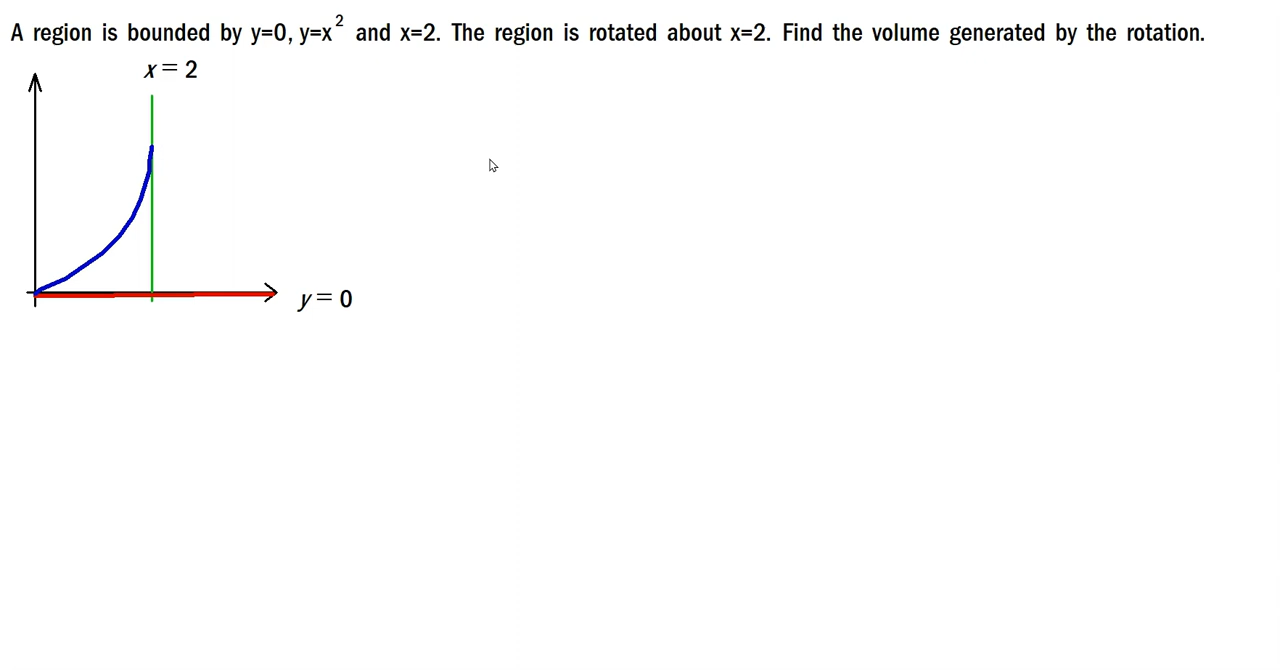 A region is bounded by y=0, y=x² and x=2. The region is rotated about x=2. Find the volume generated by the rotation.
x = 2
y = 0